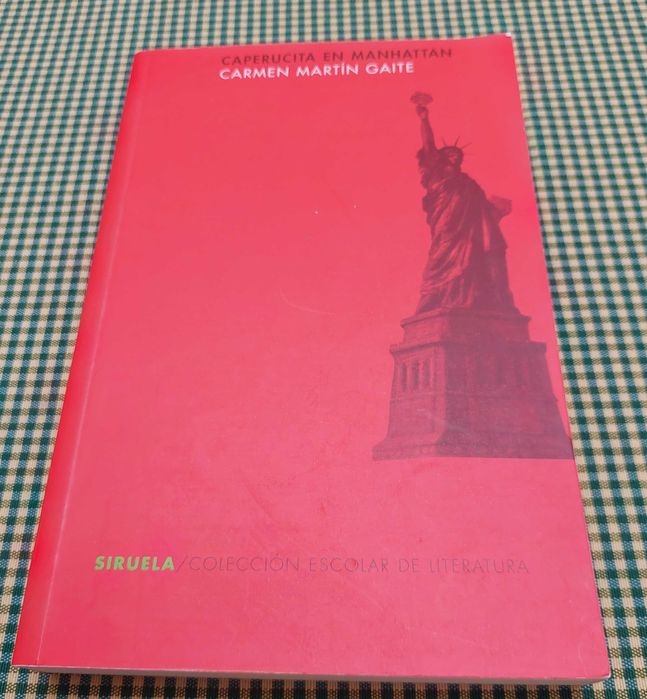 CAPERUCITA EN MANHATTAN
CARMEN MARTÍN GAITE
SIRUELA/COLECCIÓN ESCOLAR DE LITERATURA